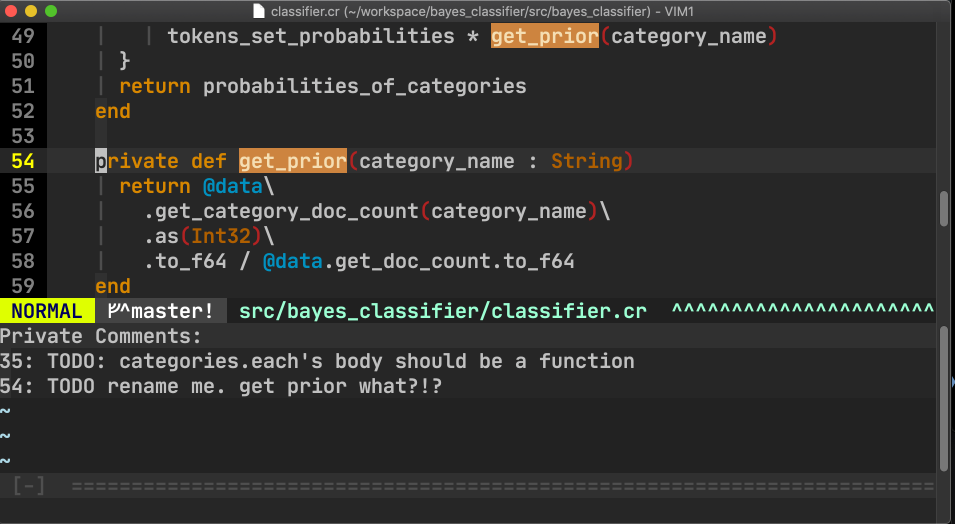 classifier.cr (~/workspace/bayes_classifier/src/bayes_classifier) - VIM1
49 | | tokens_set_probabilities * get_prior(category_name)
50 | }
51 | return probabilities_of_categories
52 end
53
54 private def get_prior(category_name : String)
55 | return @data\
56 | .get_category_doc_count(category_name)\
57 | .as(Int32)\
58 | .to_f64 / @data.get_doc_count.to_f64
59 end
NORMAL ^master! src/bayes_classifier/classifier.cr ^^^^^^^^^^^^^^^^^^^^^^
Private Comments:
35: TODO: categories.each's body should be a function
54: TODO rename me. get prior what?!?
~
~
~
[-] ========================================================================